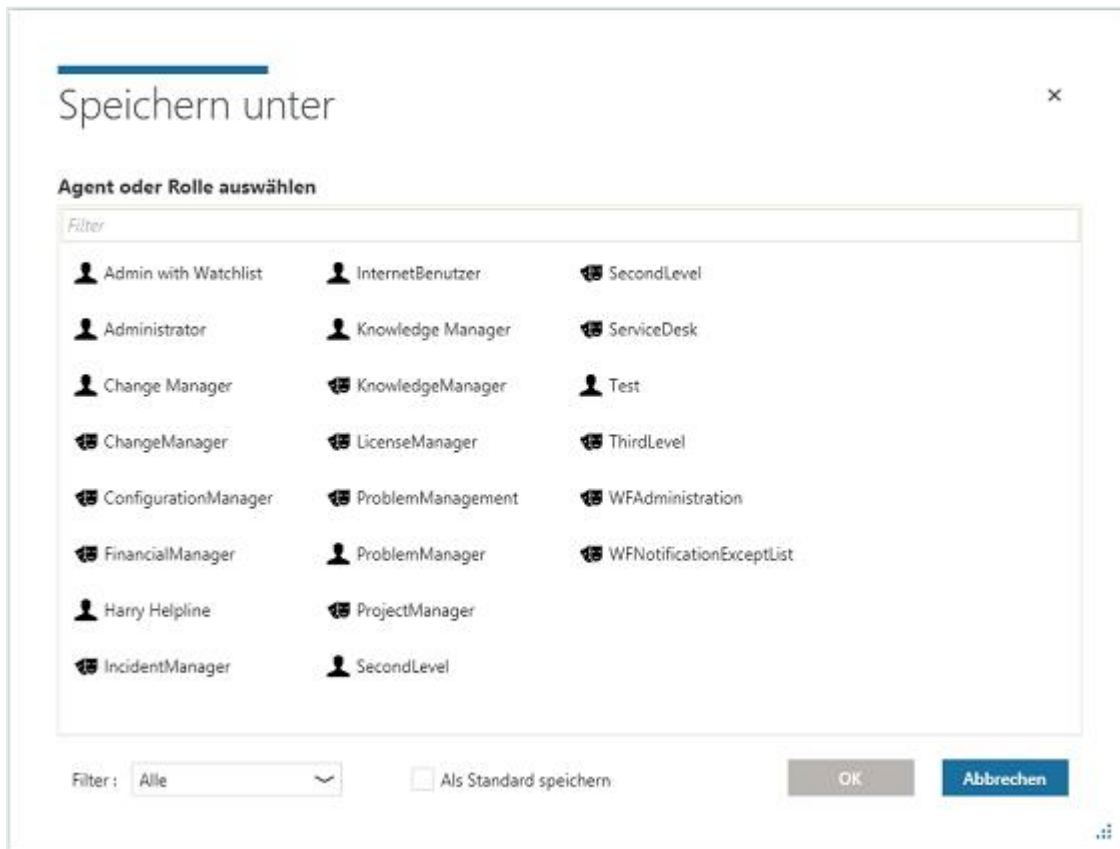 Speichern unter
Agent oder Rolle auswählen
Filter
Admin with Watchlist
Administrator
Change Manager
ChangeManager
ConfigurationManager
FinancialManager
Harry Helpline
IncidentManager
InternetBenutzer
Knowledge Manager
KnowledgeManager
LicenseManager
ProblemManagement
ProblemManager
ProjectManager
SecondLevel
SecondLevel
ServiceDesk
Test
ThirdLevel
WFAdministration
WFNotificationExceptList
Filter : Alle
Als Standard speichern
OK
Abbrechen